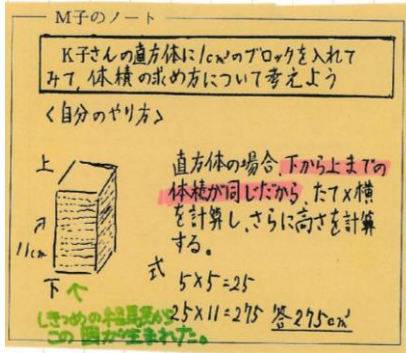 M子のノート
K子さんの直方体に1cm³のブロックを入れて
みて、体積の求め方について考えよう
<自分のやり方>
上
直方体の場合、下から上までの
体積が同じだから、たて×横
を計算し、さらに高さを計算
する。
11cm
下
式 5×5=25
25×11=275 答275cm³
しきつめの
この図が生まれた。